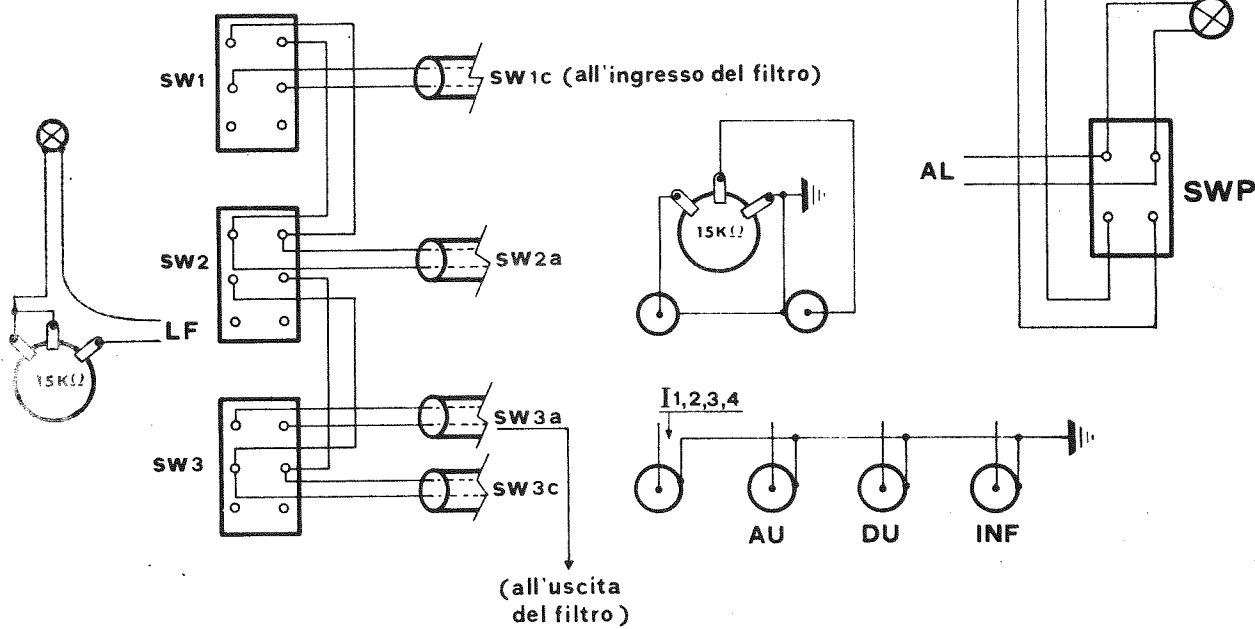 SW1
SW1c (all'ingresso del filtro)
AL
SWP
15KΩ
SW2
SW2a
LF
15KΩ
I1,2,3,4
SW3a
SW3
SW3c
AU
DU
INF
(all'uscita
del filtro)